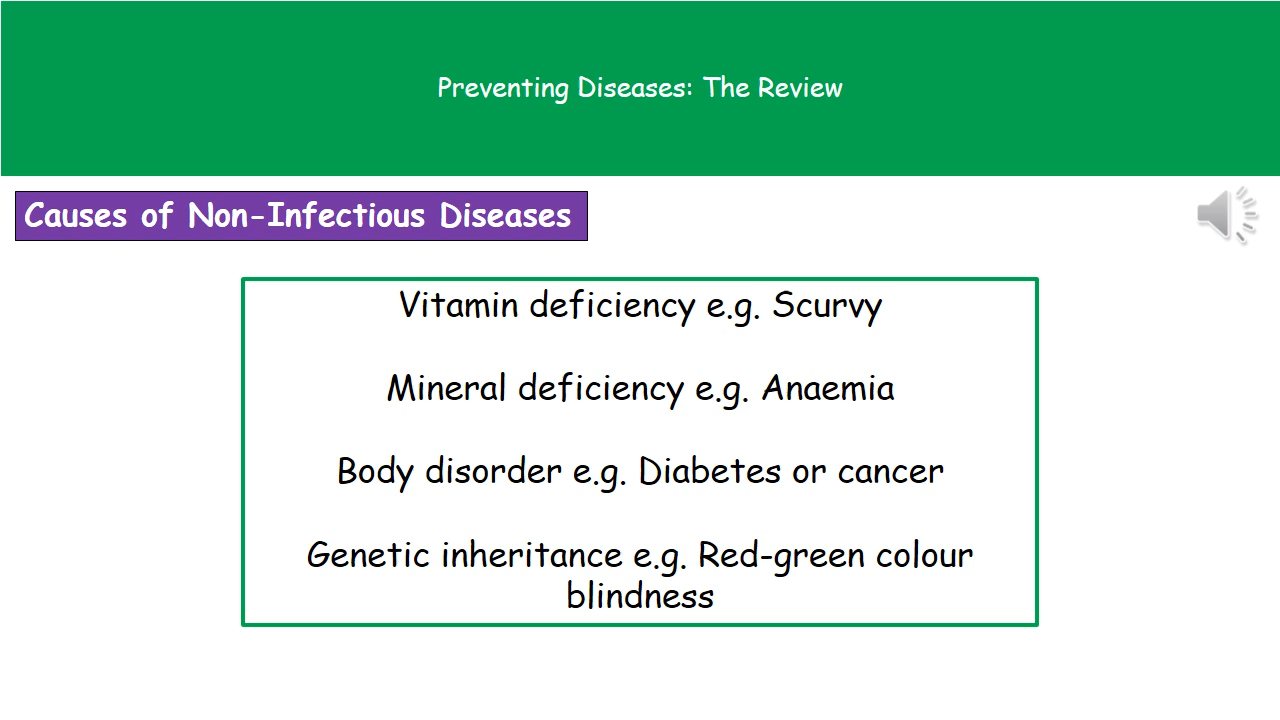 Preventing Diseases: The Review
Causes of Non-Infectious Diseases
Vitamin deficiency e.g. Scurvy
Mineral deficiency e.g. Anaemia
Body disorder e.g. Diabetes or cancer
Genetic inheritance e.g. Red-green colour
blindness